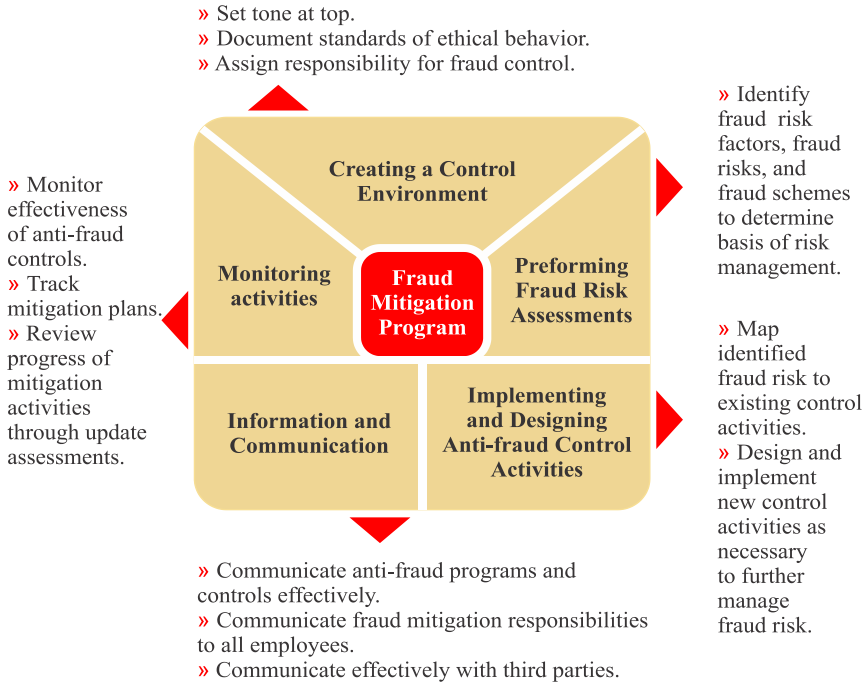 » Set tone at top.
» Document standards of ethical behavior.
» Assign responsibility for fraud control.
Creating a Control
Environment
» Identify
fraud risk
factors, fraud
risks, and
fraud schemes
to determine
basis of risk
management.
Preforming
Fraud Risk
Assessments
Fraud
Mitigation
Program
Monitoring
activities
» Monitor
effectiveness
of anti-fraud
controls.
» Track
mitigation plans.
» Review
progress of
mitigation
activities
through update
assessments.
Information and
Communication
Implementing
and Designing
Anti-fraud Control
Activities
» Map
identified
fraud risk to
existing control
activities.
» Design and
implement
new control
activities as
necessary
to further
manage
fraud risk.
» Communicate anti-fraud programs and
controls effectively.
» Communicate fraud mitigation responsibilities
to all employees.
» Communicate effectively with third parties.